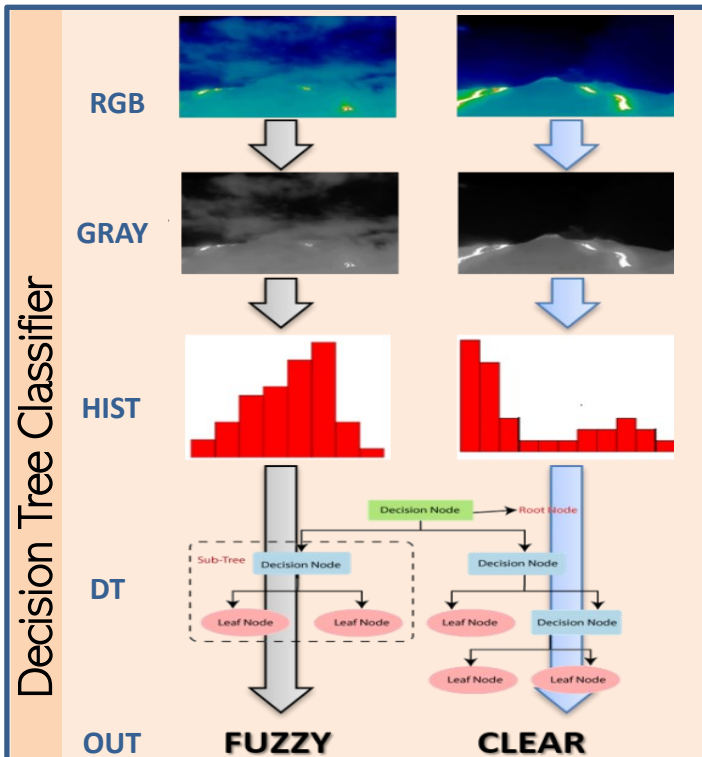 Decision Tree Classifier
RGB
GRAY
HIST
DT
Decision Node
Root Node
Sub-Tree
Decision Node
Decision Node
Leaf Node
Leaf Node
Leaf Node
Decision Node
Leaf Node
Leaf Node
OUT
FUZZY
CLEAR